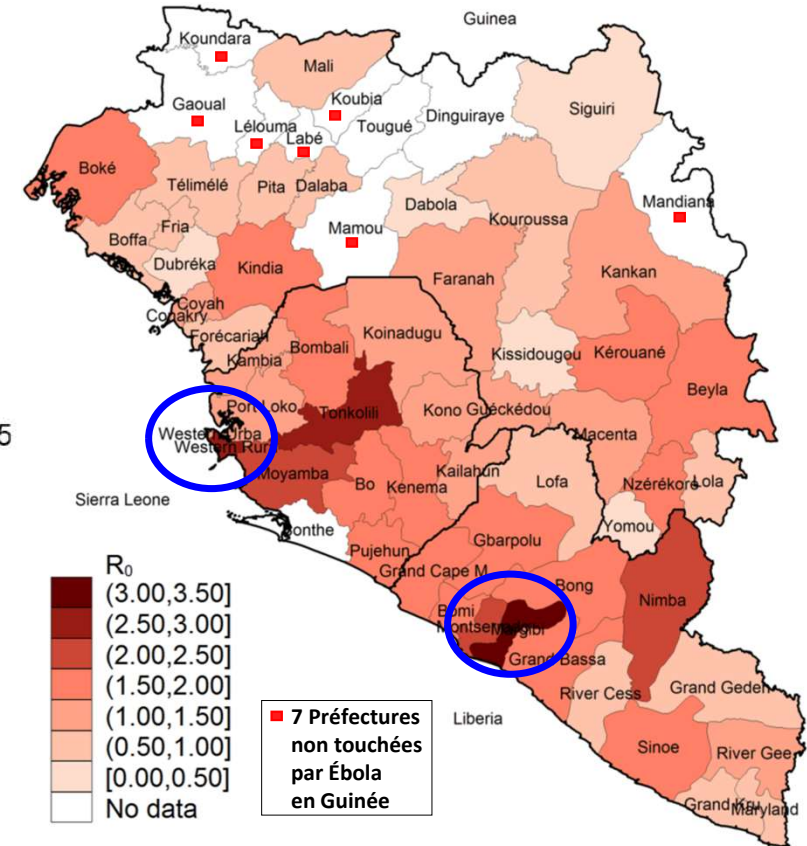 Guinea
Koundara
Mali
Gaoual
Koubia
Siguiri
Lélouma
Labé
Tougué
Dinguiraye
Boké
Télimélé
Pita
Dalaba
Dabola
Mandiana
Mamou
Kouroussa
Fria
Boffa
Dubréka
Kindia
Faranah
Kankan
Coyah
Conakry
Forécariah
Koinadugu
Kambia
Bombali
Kissidougou
Kérouané
Beyla
Port Loko
Tonkolili
Kono
Guéckédou
5
Western Urba
Western Rur
Macenta
Moyamba
Kailahun
Bo
Kenema
Lofa
Nzérékoré
Lola
Sierra Leone
Bonthe
Yomou
Pujehun
Gbarpolu
Grand Cape M
Bong
Nimba
Bomi
Montserrado
Margibi
Grand Bassa
River Cess
Grand Gedeh
Liberia
Sinoe
River Gee
Grand Kru
Maryland
R₀
(3.00,3.50]
(2.50,3.00]
(2.00,2.50]
(1.50,2.00]
(1.00,1.50]
(0.50,1.00]
[0.00,0.50]
No data
7 Préfectures
non touchées
par Ébola
en Guinée